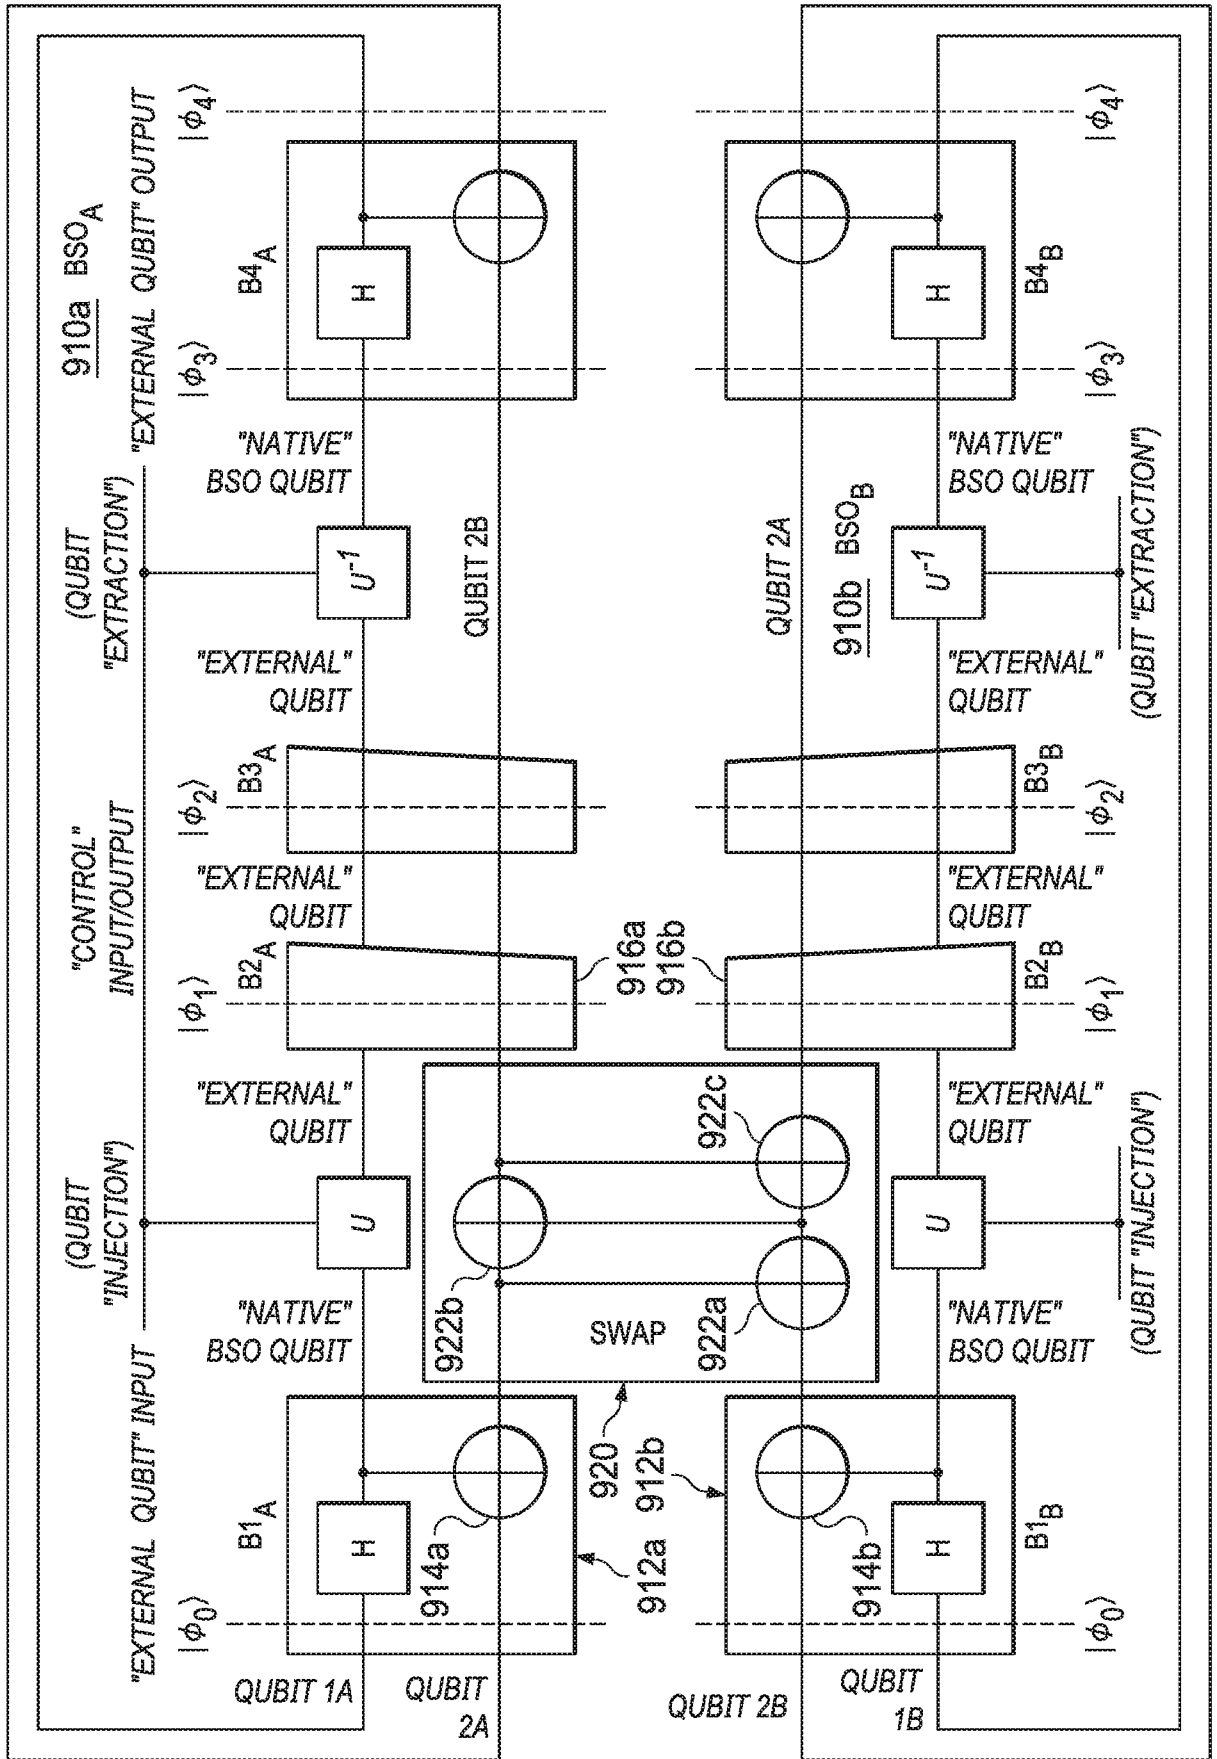 "CONTROL"
INPUT/OUTPUT
(QUBIT
"INJECTION")
(QUBIT
"EXTRACTION")
910a BSOA
"EXTERNAL QUBIT" INPUT
"EXTERNAL QUBIT" OUTPUT
|ϕ0⟩
|ϕ1⟩
|ϕ2⟩
|ϕ3⟩
|ϕ4⟩
B1A
"NATIVE"
BSO QUBIT
"EXTERNAL"
QUBIT
B2A
"EXTERNAL"
QUBIT
B3A
"EXTERNAL"
QUBIT
"NATIVE"
BSO QUBIT
B4A
QUBIT 1A
H
U
U-1
H
QUBIT
2A
914a
922b
QUBIT 2B
912a
920
912b
SWAP
916a
916b
QUBIT 2B
922a
922c
QUBIT 2A
910b BSOB
QUBIT
1B
914b
H
U
U-1
H
"NATIVE"
BSO QUBIT
"EXTERNAL"
QUBIT
"EXTERNAL"
QUBIT
"EXTERNAL"
QUBIT
"NATIVE"
BSO QUBIT
B1B
B2B
B3B
B4B
|ϕ0⟩
|ϕ1⟩
|ϕ2⟩
|ϕ3⟩
|ϕ4⟩
(QUBIT "INJECTION")
(QUBIT "EXTRACTION")